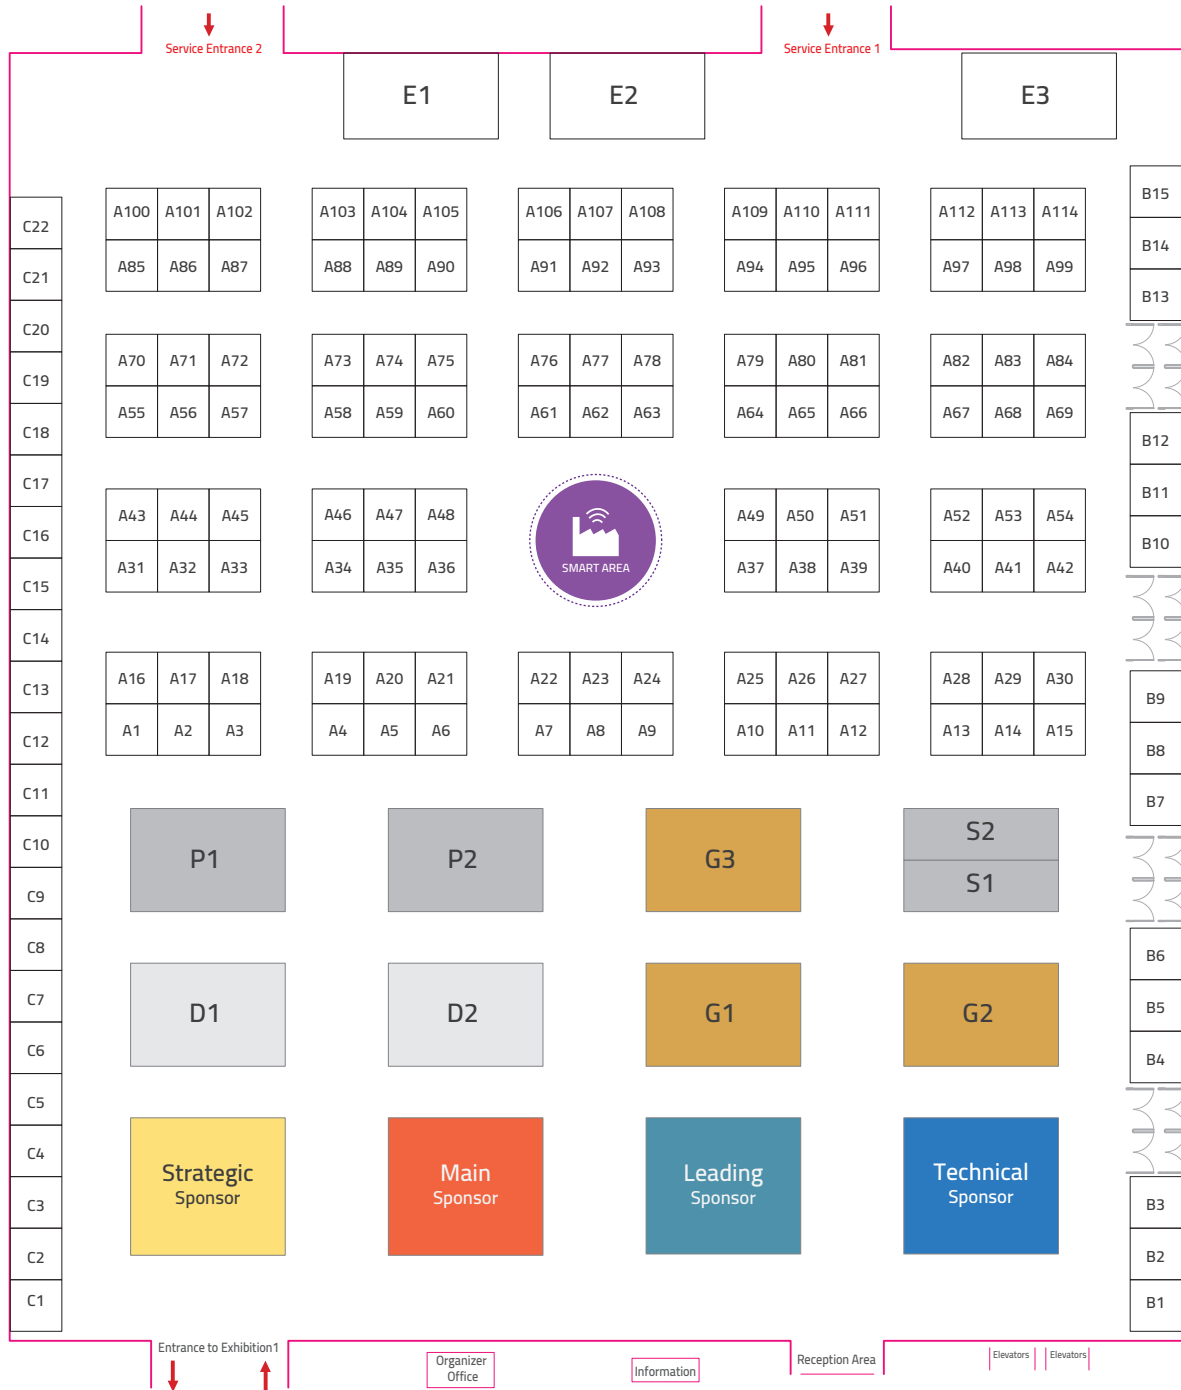 Service Entrance 2
Service Entrance 1
E1
E2
E3
A100 A101 A102
A103 A104 A105
A106 A107 A108
A109 A110 A111
A112 A113 A114
A85 A86 A87
A88 A89 A90
A91 A92 A93
A94 A95 A96
A97 A98 A99
A70 A71 A72
A73 A74 A75
A76 A77 A78
A79 A80 A81
A82 A83 A84
A55 A56 A57
A58 A59 A60
A61 A62 A63
A64 A65 A66
A67 A68 A69
A43 A44 A45
A46 A47 A48
A49 A50 A51
A52 A53 A54
A31 A32 A33
A34 A35 A36
SMART AREA
A37 A38 A39
A40 A41 A42
A16 A17 A18
A19 A20 A21
A22 A23 A24
A25 A26 A27
A28 A29 A30
A1 A2 A3
A4 A5 A6
A7 A8 A9
A10 A11 A12
A13 A14 A15
C22
C21
C20
C19
C18
C17
C16
C15
C14
C13
C12
C11
C10
C9
C8
C7
C6
C5
C4
C3
C2
C1
B15
B14
B13
B12
B11
B10
B9
B8
B7
B6
B5
B4
B3
B2
B1
P1
P2
G3
S2
S1
D1
D2
G1
G2
Strategic
Sponsor
Main
Sponsor
Leading
Sponsor
Technical
Sponsor
Entrance to Exhibition1
Organizer
Office
Information
Reception Area
Elevators
Elevators